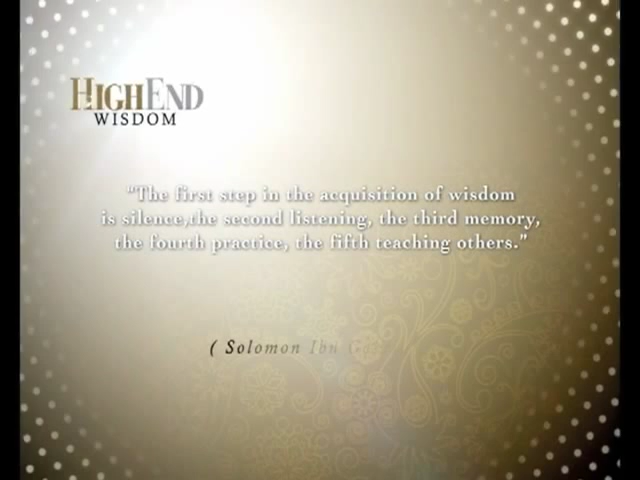 HIGHEND
WISDOM
"The first step in the acquisition of wisdom
is silence,the second listening, the third memory,
the fourth practice, the fifth teaching others."
( Solomon Ibn